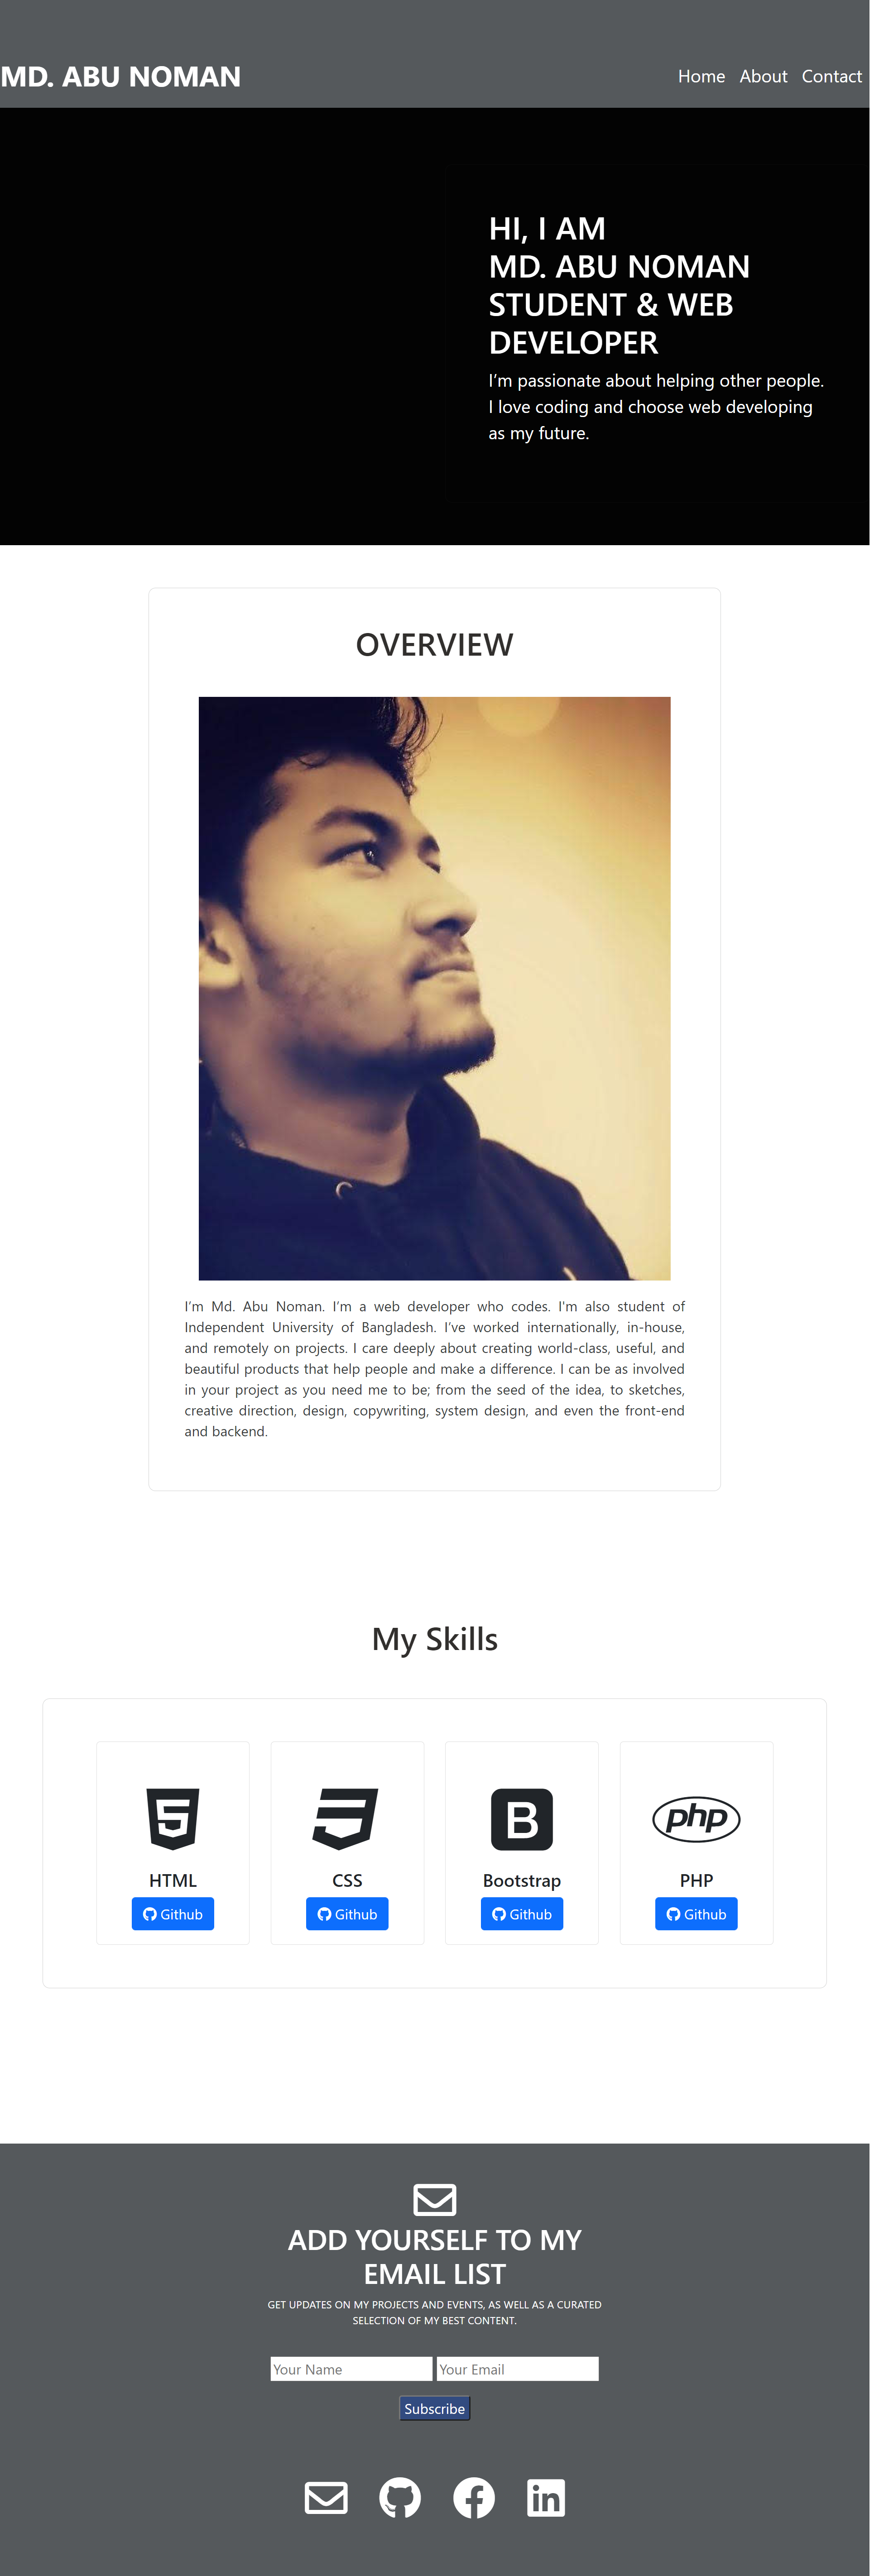 MD. ABU NOMAN
Home About Contact
HI, I AM
MD. ABU NOMAN
STUDENT & WEB
DEVELOPER
I’m passionate about helping other people.
I love coding and choose web developing
as my future.
OVERVIEW
I’m Md. Abu Noman. I’m a web developer who codes. I'm also student of
Independent University of Bangladesh. I’ve worked internationally, in-house,
and remotely on projects. I care deeply about creating world-class, useful, and
beautiful products that help people and make a difference. I can be as involved
in your project as you need me to be; from the seed of the idea, to sketches,
creative direction, design, copywriting, system design, and even the front-end
and backend.
My Skills
5 B php
HTML CSS Bootstrap PHP
Github Github Github Github
ADD YOURSELF TO MY
EMAIL LIST
GET UPDATES ON MY PROJECTS AND EVENTS, AS WELL AS A CURATED
SELECTION OF MY BEST CONTENT.
Your Name Your Email
Subscribe
f in